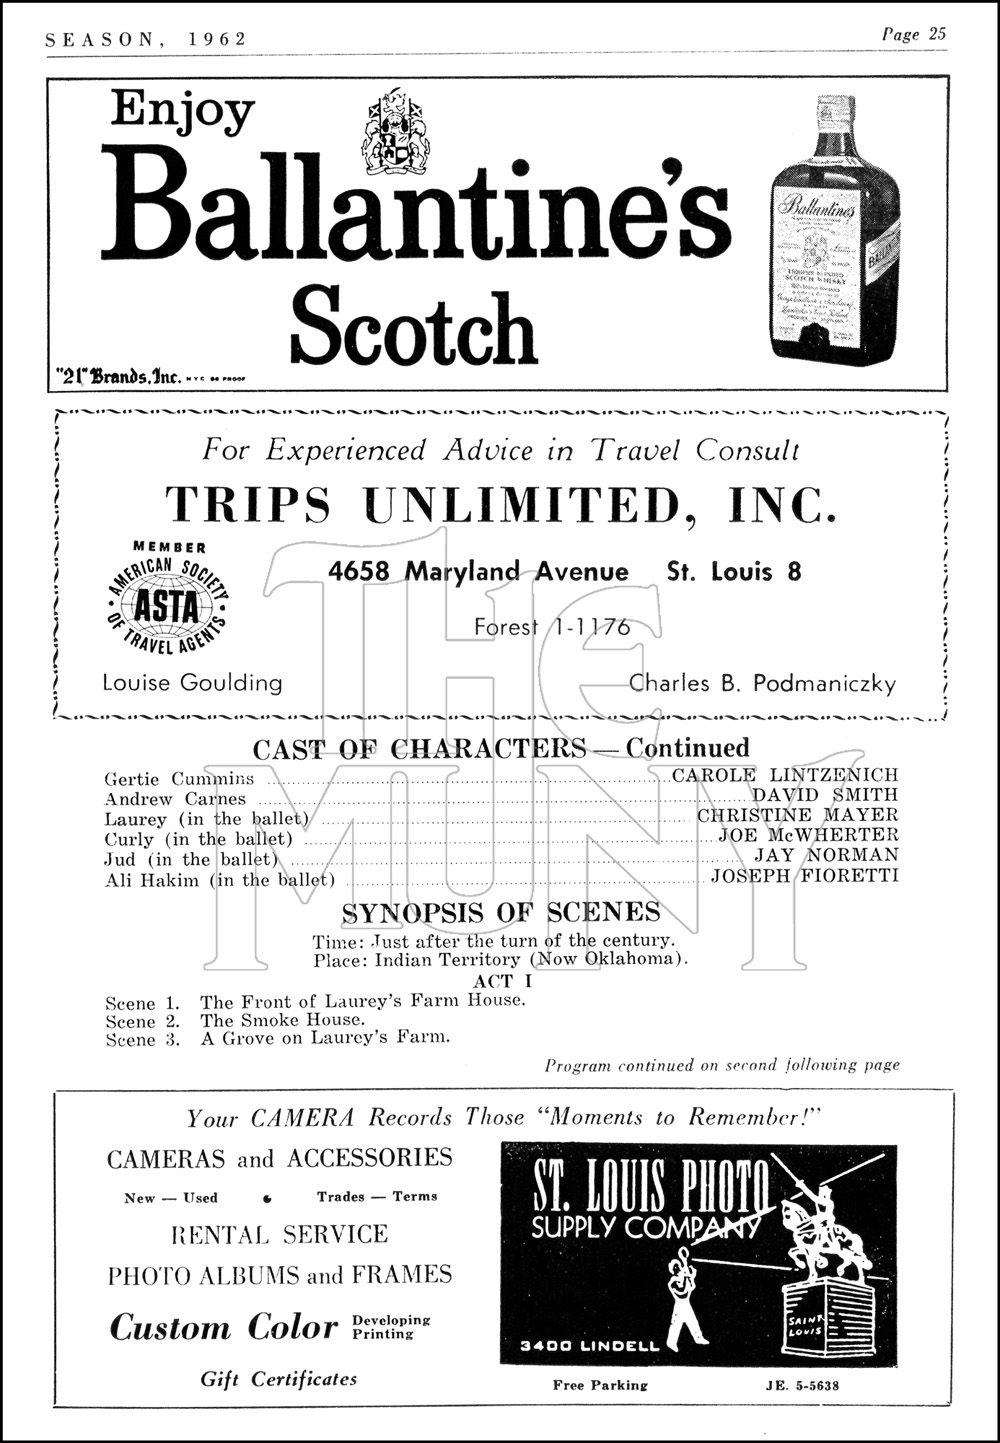 SEASON, 1962
Page 25
Enjoy
Ballantine's
Scotch
"21" Brands, Inc. N Y C 86 PROOF
Ballantine's
SCOTCH WHISKY
For Experienced Advice in Travel Consult
TRIPS UNLIMITED, INC.
MEMBER
AMERICAN SOCIETY
ASTA
OF TRAVEL AGENTS
4658 Maryland Avenue St. Louis 8
Forest 1-1176
Louise Goulding
Charles B. Podmaniczky
THE
MUNY
CAST OF CHARACTERS — Continued
Gertie Cummins CAROLE LINTZENICH
Andrew Carnes DAVID SMITH
Laurey (in the ballet) CHRISTINE MAYER
Curly (in the ballet) JOE McWHERTER
Jud (in the ballet) JAY NORMAN
Ali Hakim (in the ballet) JOSEPH FIORETTI
SYNOPSIS OF SCENES
Time: Just after the turn of the century.
Place: Indian Territory (Now Oklahoma).
ACT I
Scene 1. The Front of Laurey's Farm House.
Scene 2. The Smoke House.
Scene 3. A Grove on Laurey's Farm.
Program continued on second following page
Your CAMERA Records Those "Moments to Remember!"
CAMERAS and ACCESSORIES
New — Used • Trades — Terms
RENTAL SERVICE
PHOTO ALBUMS and FRAMES
Custom Color Developing
Printing
Gift Certificates
ST. LOUIS PHOTO
SUPPLY COMPANY
SAINT
LOUIS
3400 LINDELL
Free Parking JE. 5-5638